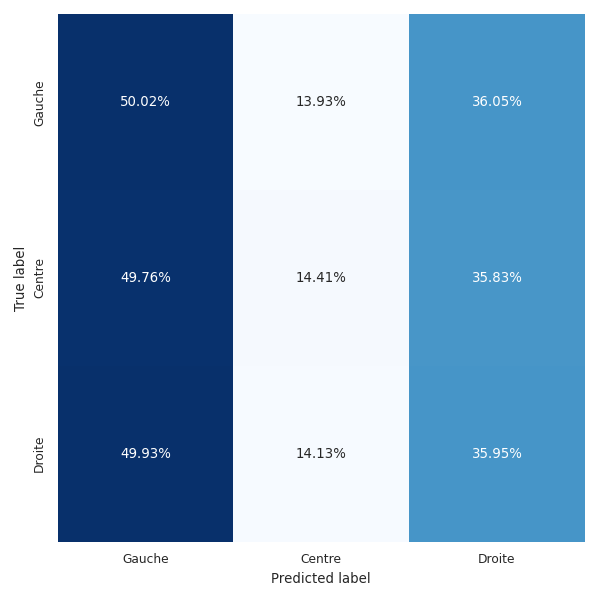 True label
Gauche
50.02% 13.93% 36.05%
Centre
49.76% 14.41% 35.83%
Droite
49.93% 14.13% 35.95%
Gauche Centre Droite
Predicted label